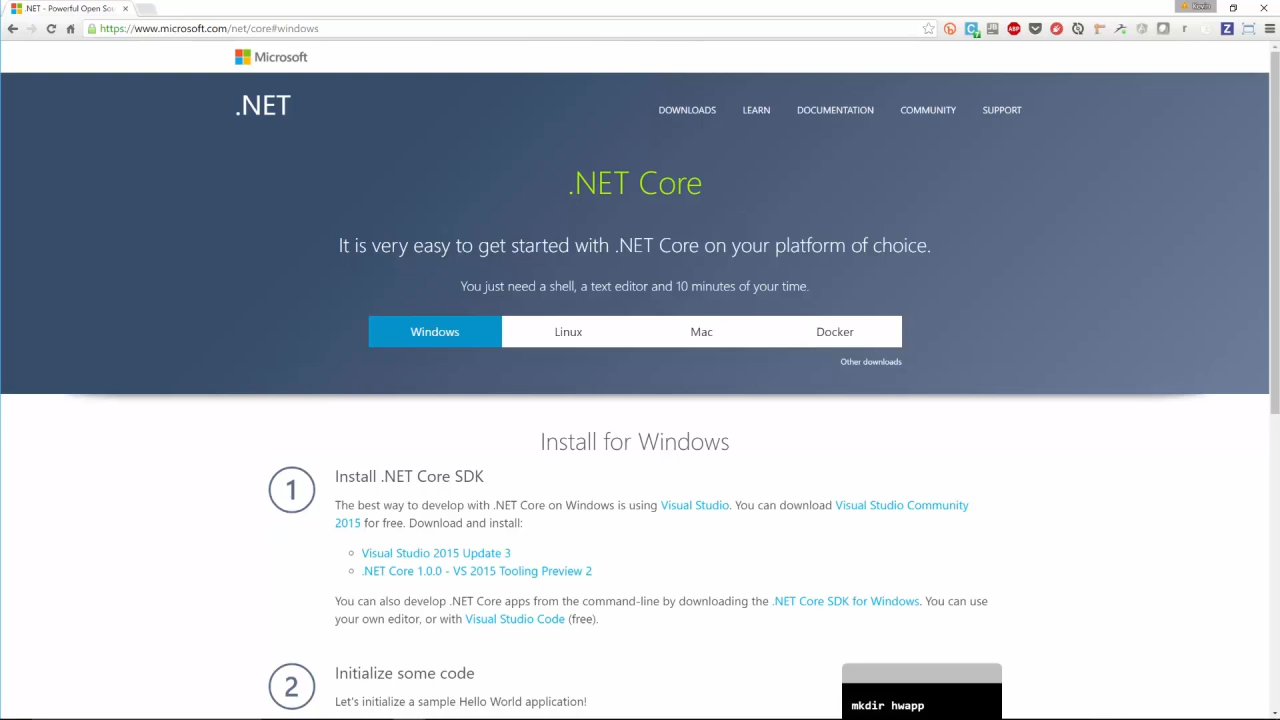 .NET - Powerful Open Sou
Kevin
https://www.microsoft.com/net/core#windows
Microsoft
.NET
DOWNLOADS LEARN DOCUMENTATION COMMUNITY SUPPORT
.NET Core
It is very easy to get started with .NET Core on your platform of choice.
You just need a shell, a text editor and 10 minutes of your time.
Windows Linux Mac Docker
Other downloads
Install for Windows
1 Install .NET Core SDK
The best way to develop with .NET Core on Windows is using Visual Studio. You can download Visual Studio Community
2015 for free. Download and install:
Visual Studio 2015 Update 3
.NET Core 1.0.0 - VS 2015 Tooling Preview 2
You can also develop .NET Core apps from the command-line by downloading the .NET Core SDK for Windows. You can use
your own editor, or with Visual Studio Code (free).
2 Initialize some code
Let's initialize a sample Hello World application!
mkdir hwapp